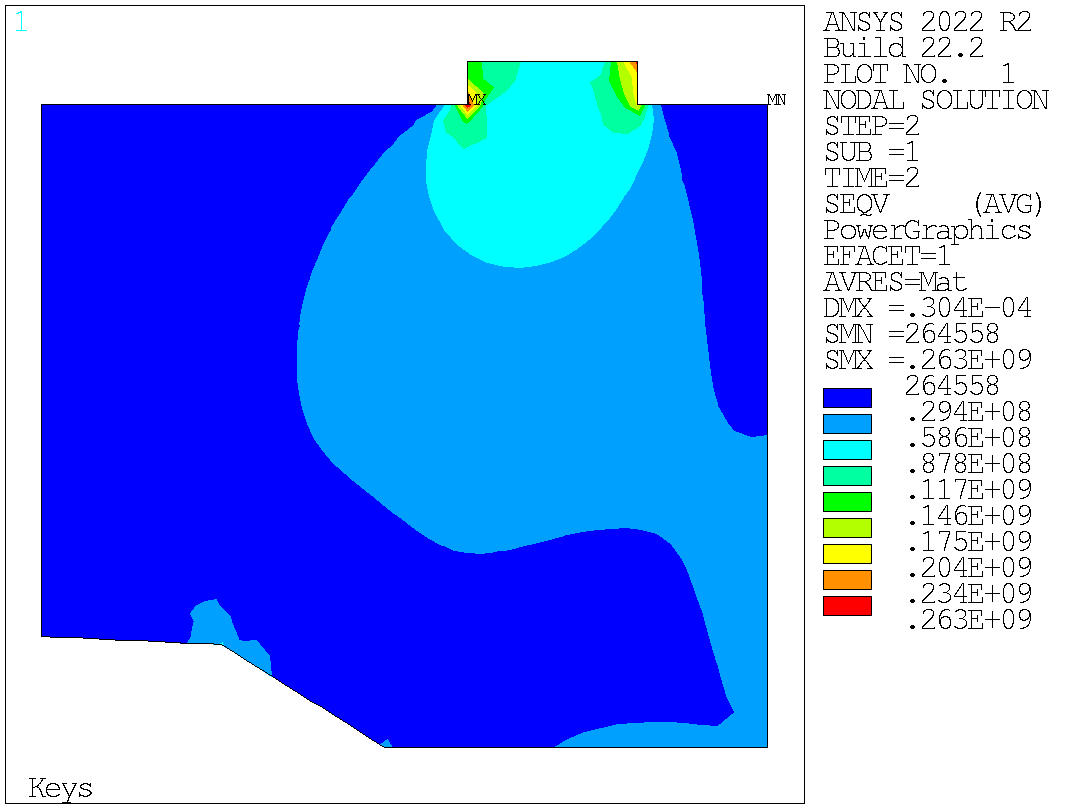 1
ANSYS 2022 R2
Build 22.2
PLOT NO.   1
NODAL SOLUTION
STEP=2
SUB =1
TIME=2
SEQV     (AVG)
PowerGraphics
EFACET=1
AVRES=Mat
DMX =.304E-04
SMN =264558
SMX =.263E+09
264558
.294E+08
.586E+08
.878E+08
.117E+09
.146E+09
.175E+09
.204E+09
.234E+09
.263E+09
MX
MN
Keys